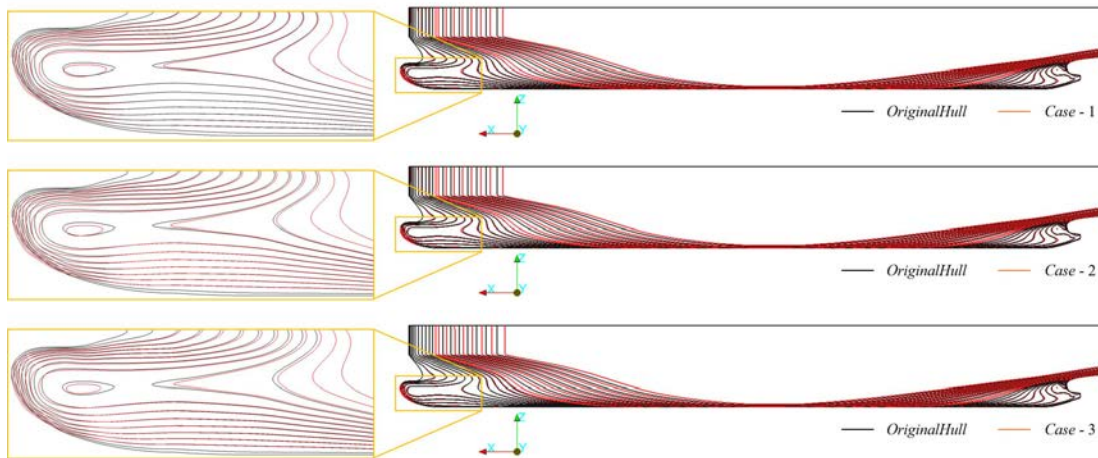 Z
X
Y
OriginalHull Case - 1
Z
X
Y
OriginalHull Case - 2
Z
X
Y
OriginalHull Case - 3